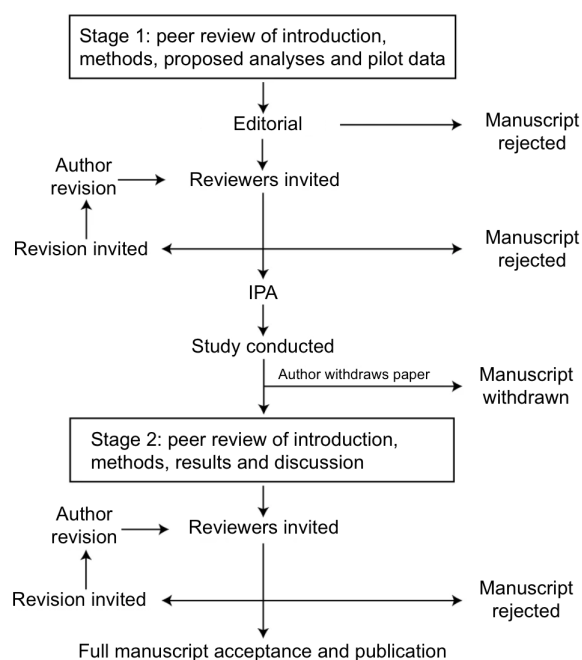 Stage 1: peer review of introduction,
methods, proposed analyses and pilot data
Editorial
Manuscript
rejected
Author
revision
Reviewers invited
Revision invited
Manuscript
rejected
IPA
Study conducted
Author withdraws paper
Manuscript
withdrawn
Stage 2: peer review of introduction,
methods, results and discussion
Author
revision
Reviewers invited
Revision invited
Manuscript
rejected
Full manuscript acceptance and publication